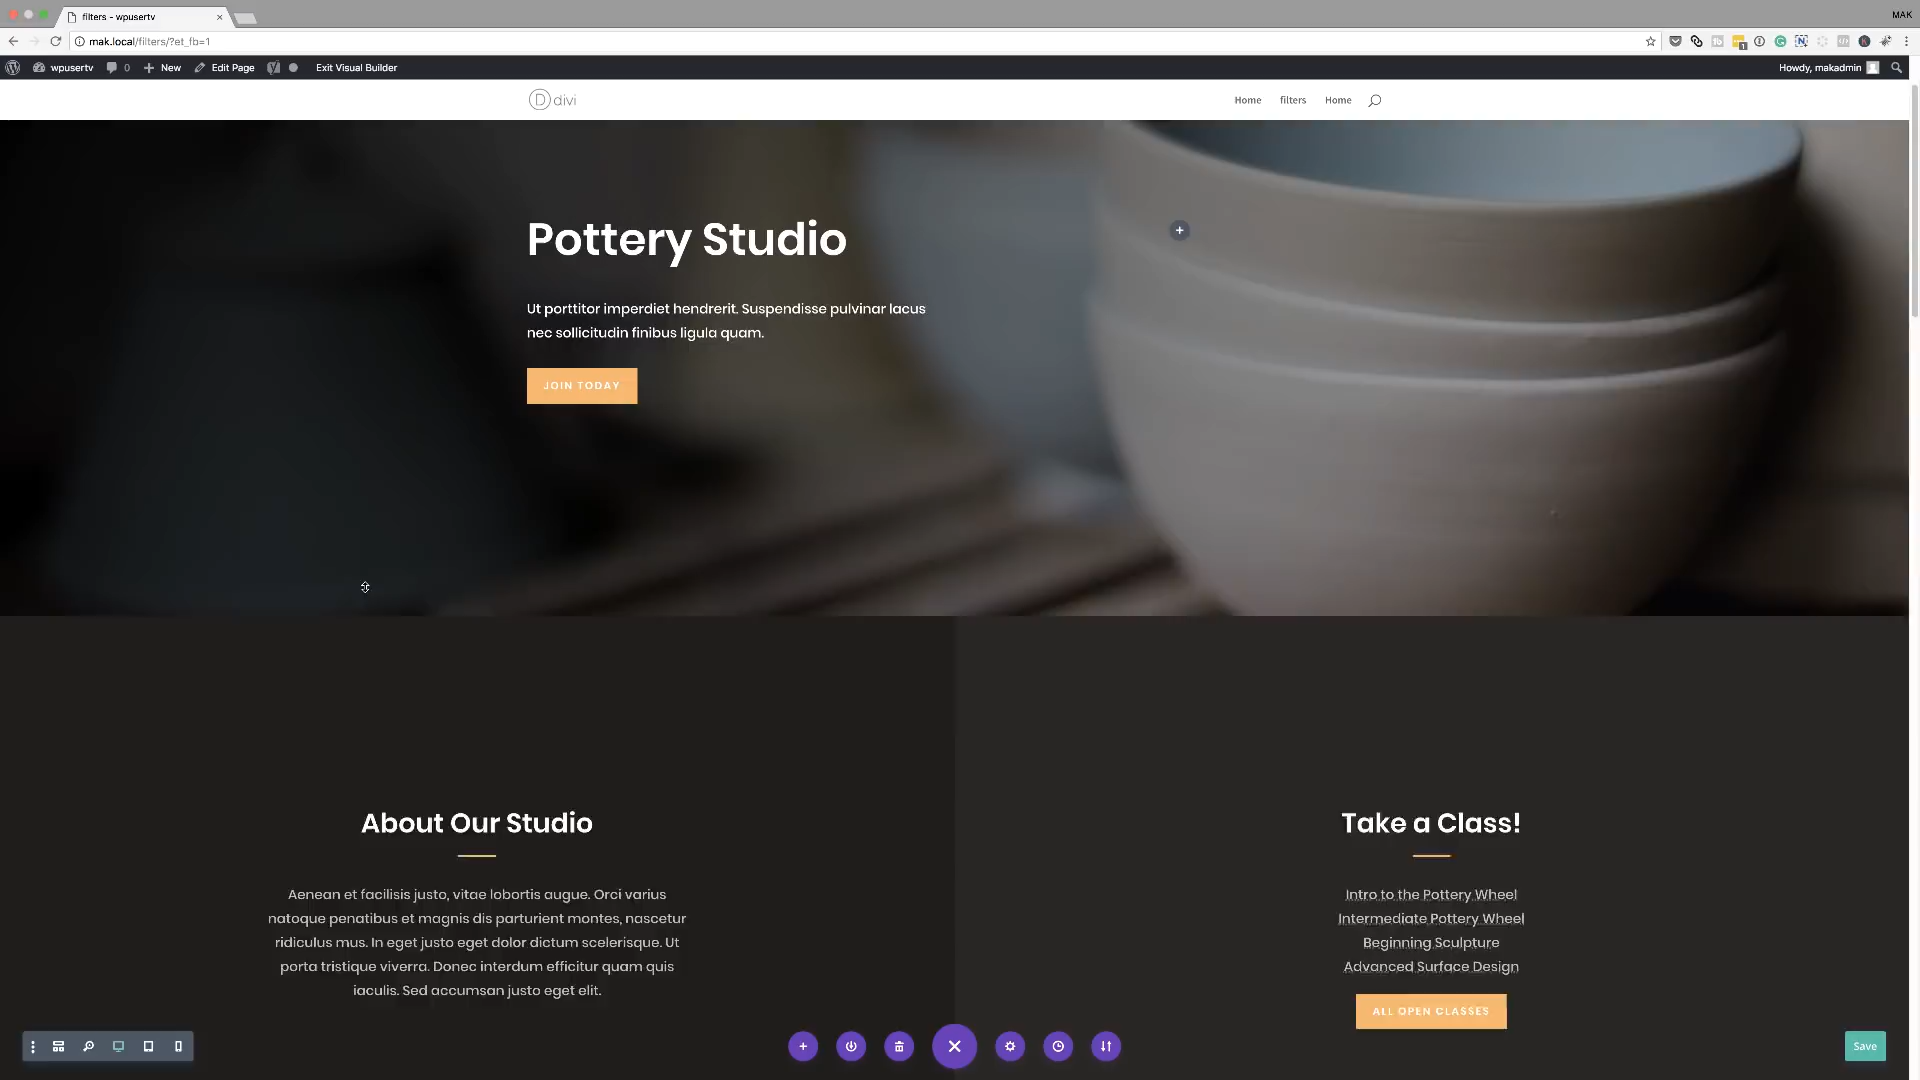 filters - wpusertv
MAK
mak.local/filters/?et_fb=1
1
wpusertv
0
New
Edit Page
Exit Visual Builder
Howdy, makadmin
D divi
Home
filters
Home
Pottery Studio
Ut porttitor imperdiet hendrerit. Suspendisse pulvinar lacus
nec sollicitudin finibus ligula quam.
JOIN TODAY
About Our Studio
Aenean et facilisis justo, vitae lobortis augue. Orci varius
natoque penatibus et magnis dis parturient montes, nascetur
ridiculus mus. In eget justo eget dolor dictum scelerisque. Ut
porta tristique viverra. Donec interdum efficitur quam quis
iaculis. Sed accumsan justo eget elit.
Take a Class!
Intro to the Pottery Wheel
Intermediate Pottery Wheel
Beginning Sculpture
Advanced Surface Design
ALL OPEN CLASSES
Save